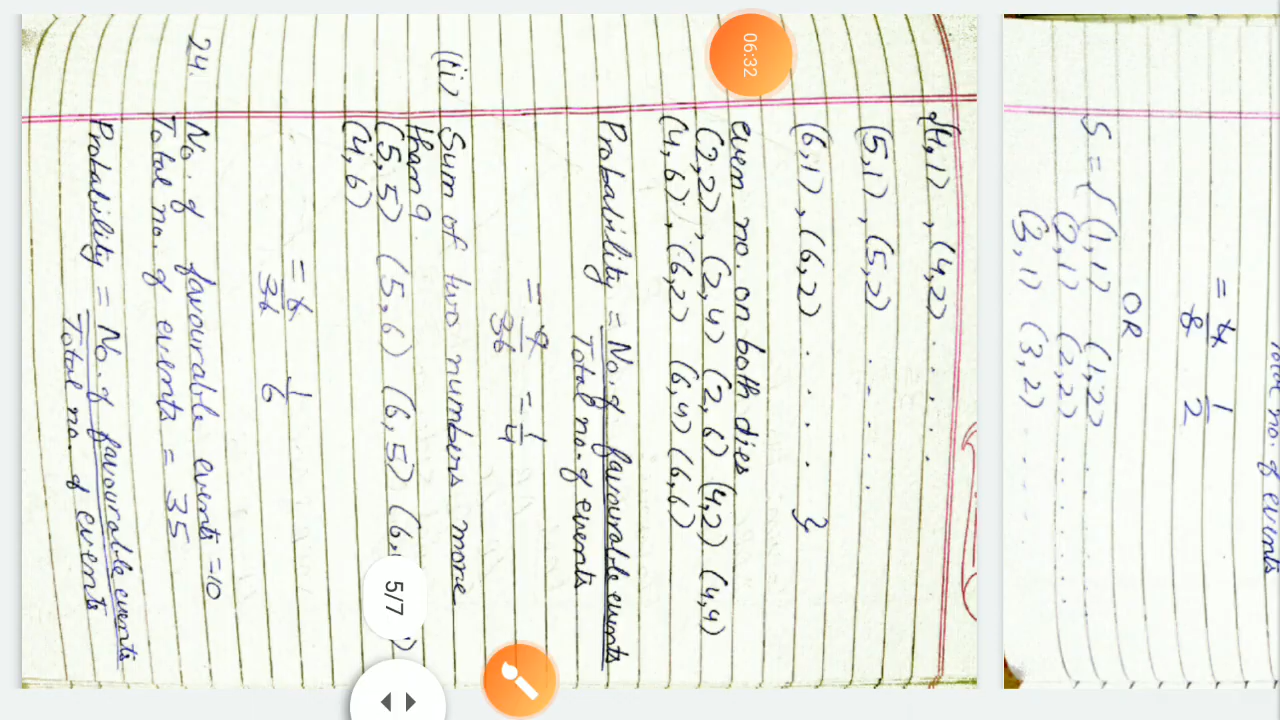 Total no. of events
= 4/8 1/2
OR
S = { (1,1) (1,2)
(2,1) (2,2) . . . . .
(3,1) (3,2) . . . .
(4,1) , (4,2) . . . .
(5,1) , (5,2) . . . .
(6,1) , (6,2) . . . . }
even no. on both dies
(2,2) , (2,4) (2,6) (4,2) (4,4)
(4,6) , (6,2) (6,4) (6,6)
Probability = No. of favourable events
Total no. of events
= 9/36 = 1/4
(ii) Sum of two numbers more
than 9
(5,5) (5,6) (6,5) (6,
(4,6)
= 6/36 1/6
24. No. of favourable events = 10
Total no. of events = 35
Probability = No. of favourable events
Total no. of events
06:32
5/7